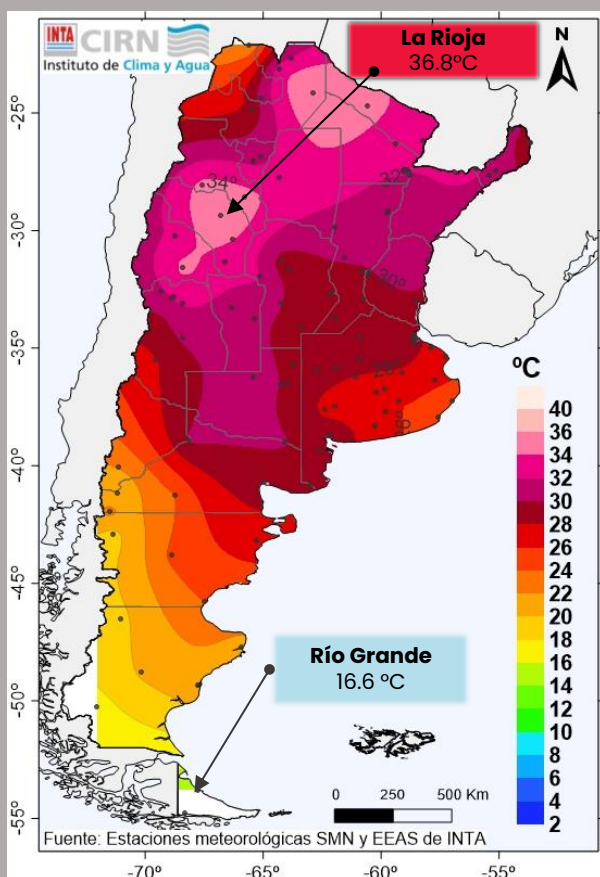 INTA
CIRN
Instituto de Clima y Agua
La Rioja
36.8°C
N
-25°
34°
32°
-30°
30°
-35°
ºC
40
36
34
32
30
28
26
24
22
20
18
16
14
12
10
8
6
4
2
-40°
-45°
Río Grande
16.6 °C
-50°
0 250 500 Km
-55°
Fuente: Estaciones meteorológicas SMN y EEAS de INTA
-70° -65° -60° -55°